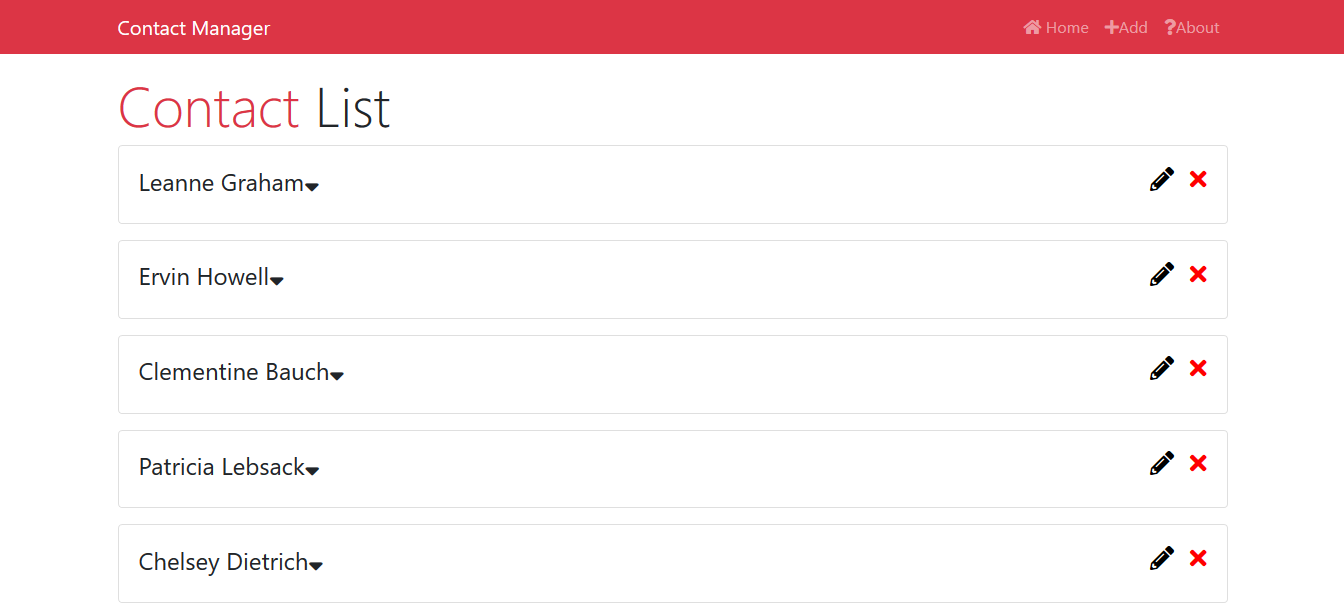 Contact Manager
Home
Add
About
Contact List
Leanne Graham
Ervin Howell
Clementine Bauch
Patricia Lebsack
Chelsey Dietrich